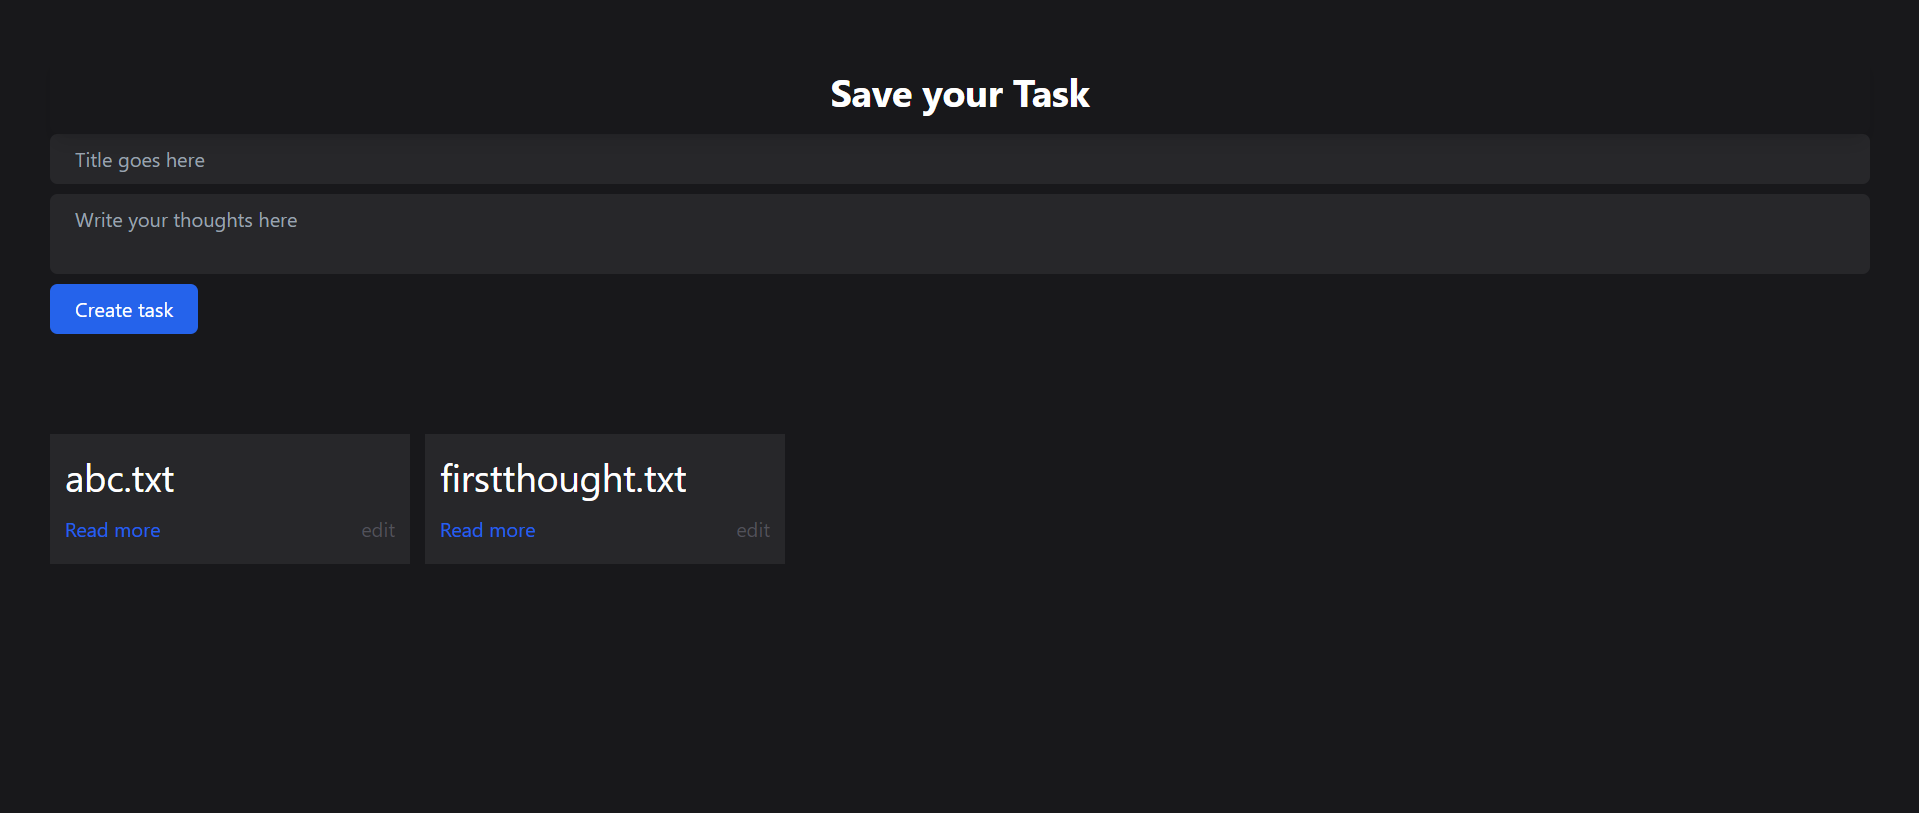 Save your Task
Title goes here
Write your thoughts here
Create task
abc.txt
Read more edit
firstthought.txt
Read more edit